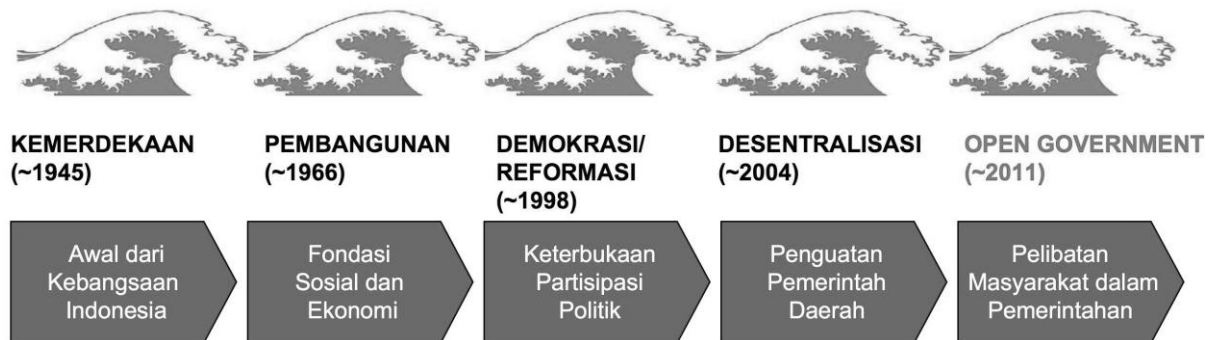 KEMERDEKAAN
(~1945)
PEMBANGUNAN
(~1966)
DEMOKRASI/
REFORMASI
(~1998)
DESENTRALISASI
(~2004)
OPEN GOVERNMENT
(~2011)
Awal dari
Kebangsaan
Indonesia
Fondasi
Sosial dan
Ekonomi
Keterbukaan
Partisipasi
Politik
Penguatan
Pemerintah
Daerah
Pelibatan
Masyarakat dalam
Pemerintahan